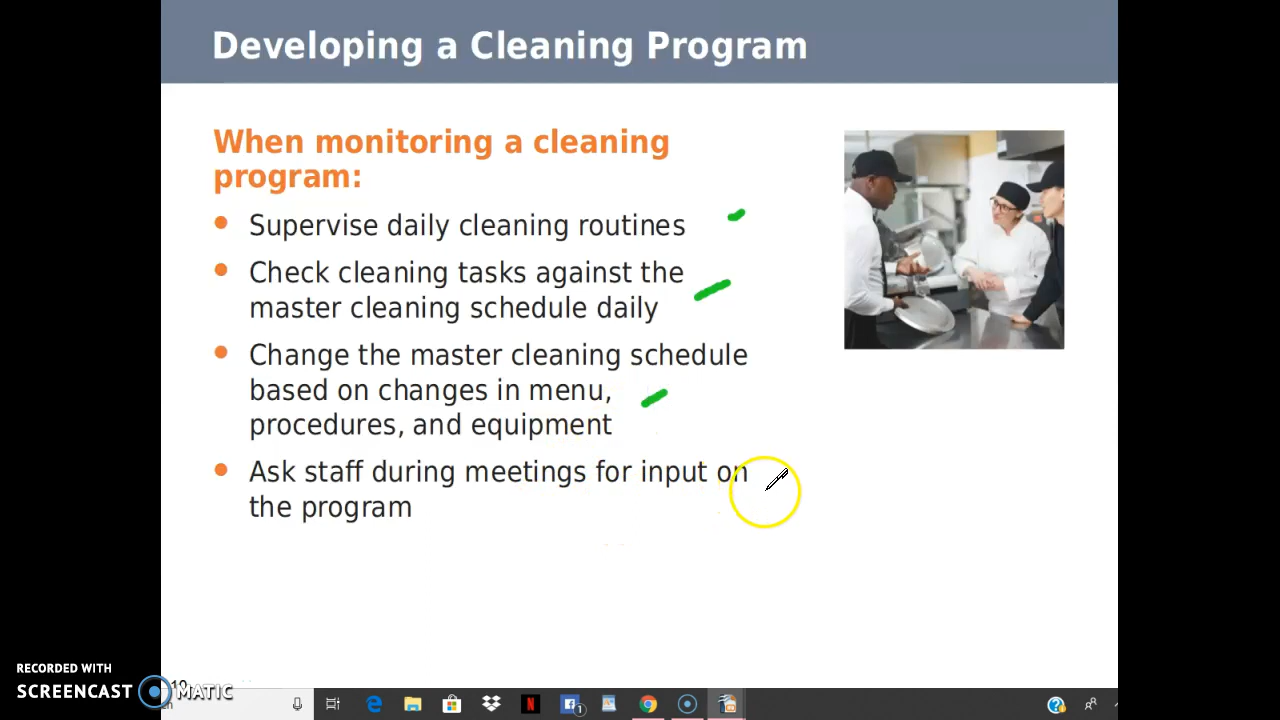 Developing a Cleaning Program
When monitoring a cleaning
program:
Supervise daily cleaning routines
Check cleaning tasks against the
master cleaning schedule daily
Change the master cleaning schedule
based on changes in menu,
procedures, and equipment
Ask staff during meetings for input on
the program
RECORDED WITH
SCREENCAST MATIC